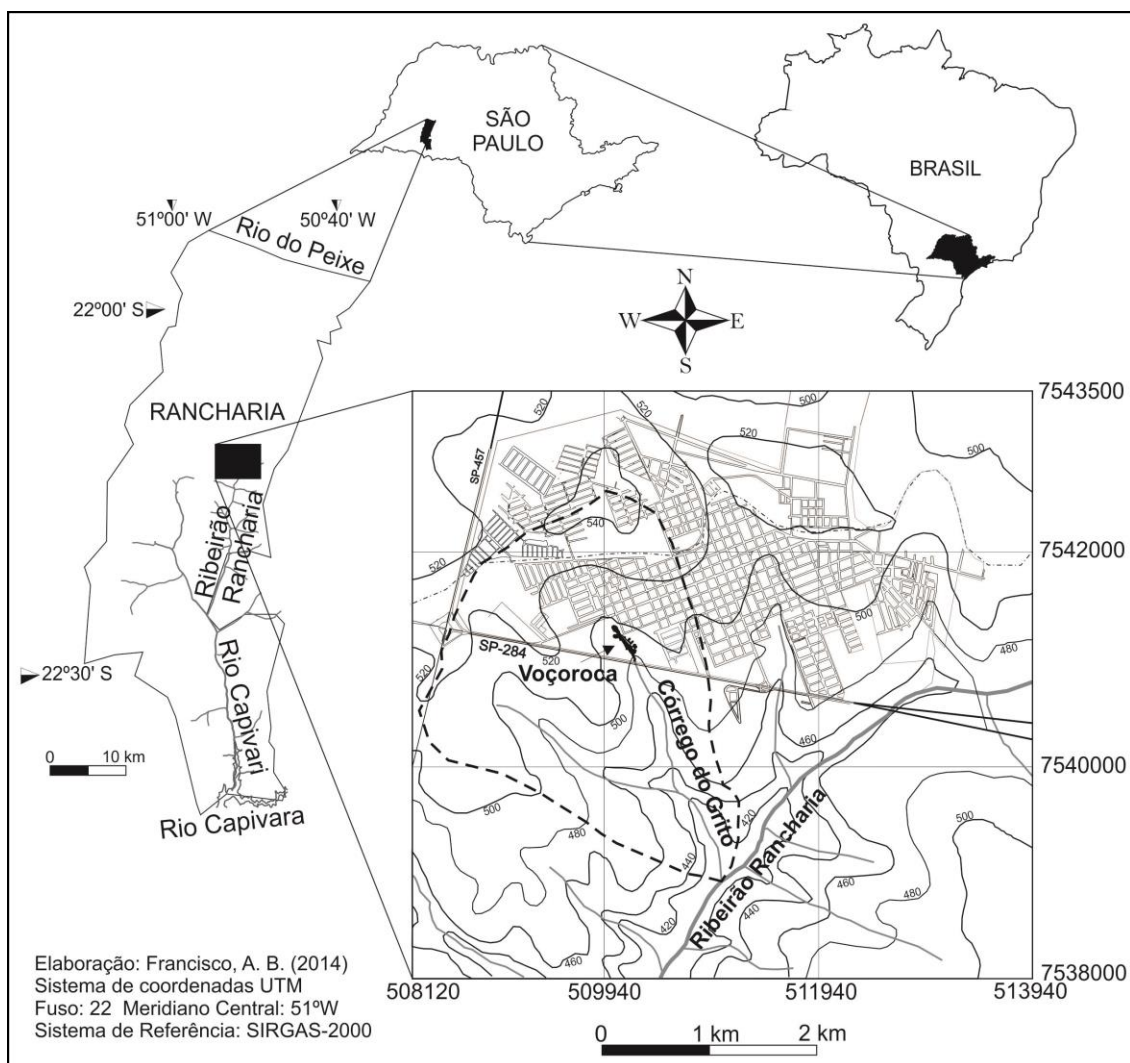 SÃO
PAULO
BRASIL
51º00' W
50º40' W
Rio do Peixe
22º00' S
N
W
E
S
RANCHARIA
Ribeirão
Rancharia
22º30' S
Rio Capivari
0 10 km
Rio Capivara
7543500
520
520
500
520
500
SP-457
540
7542000
520
500
480
SP-284
520
Voçoroca
520
500
Córrego do Grito
460
7540000
500
480
420
500
440
Ribeirão Rancharia
460
480
440
420
460
7538000
508120
509940
511940
513940
0 1 km 2 km
Elaboração: Francisco, A. B. (2014)
Sistema de coordenadas UTM
Fuso: 22 Meridiano Central: 51ºW
Sistema de Referência: SIRGAS-2000